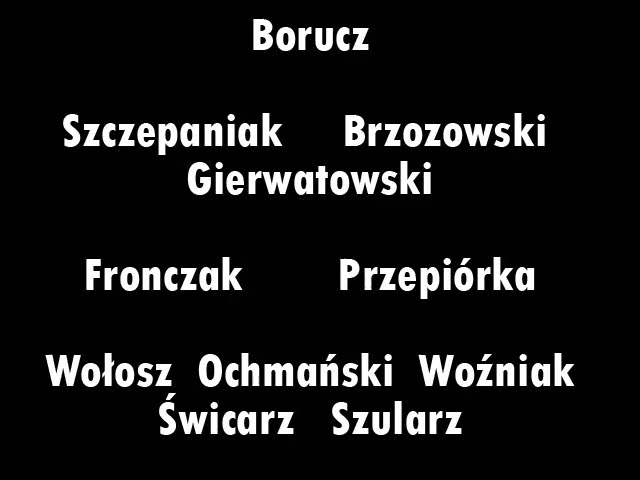 Borucz
Szczepaniak Brzozowski
Gierwatowski
Fronczak Przepiórka
Wołosz Ochmański Woźniak
Świcarz Szularz